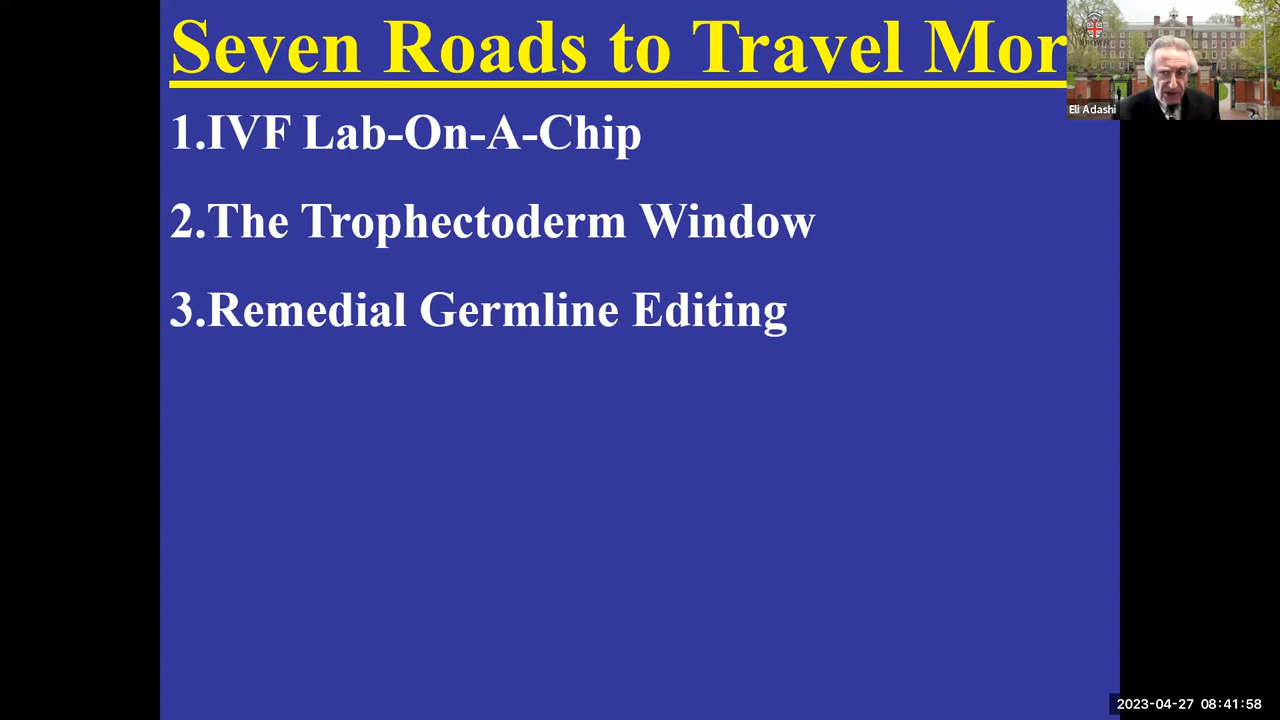 Seven Roads to Travel Mor
1.IVF Lab-On-A-Chip
2.The Trophectoderm Window
3.Remedial Germline Editing
BROWN
Eli Adashi
2023-04-27 08:41:58